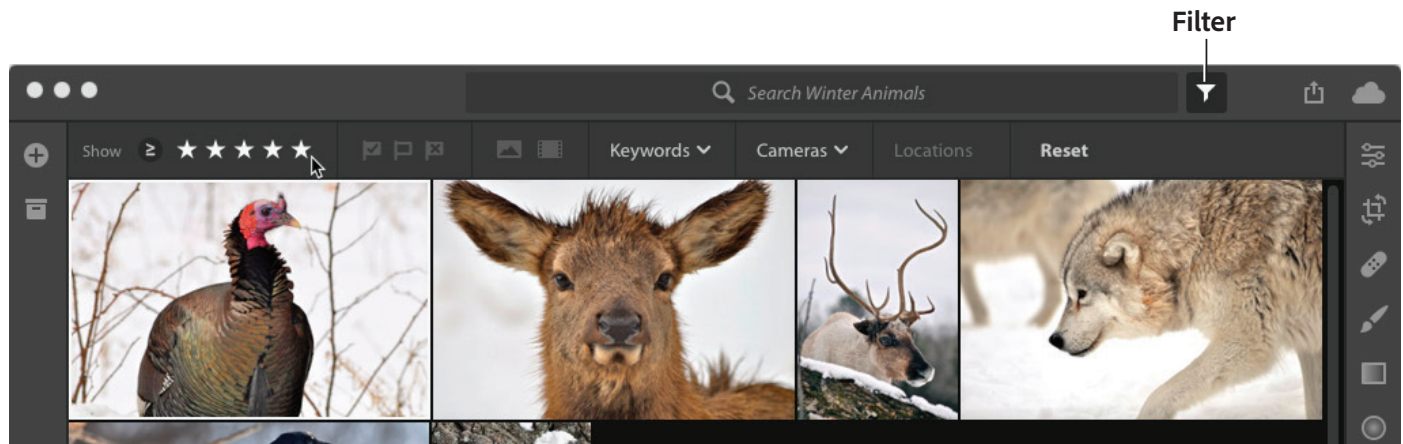 Filter
Search Winter Animals
Show ≥ ★ ★ ★ ★ ★ Keywords Cameras Locations Reset